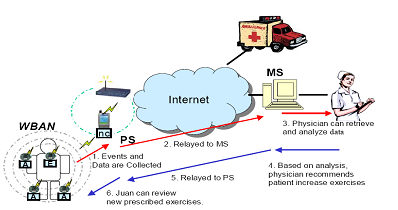 AMBULANCE
MS
Internet
WBAN
nc
PS
3. Physician can retrieve
and analyze data
2. Relayed to MS
A
E
1. Events and
Data are Collected
4. Based on analysis,
physician recommends
patient increase exercises
5. Relayed to PS
A
A
6. Juan can review
new prescribed exercises.